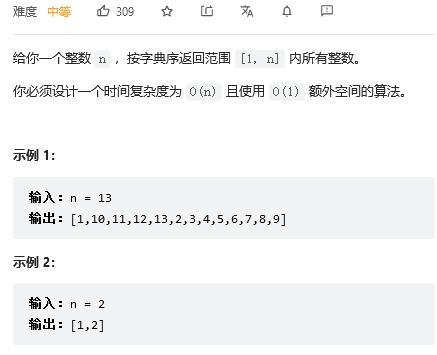 难度 中等 309
给你一个整数 n ，按字典序返回范围 [1, n] 内所有整数。
你必须设计一个时间复杂度为 O(n) 且使用 O(1) 额外空间的算法。
示例 1：
输入：n = 13
输出：[1,10,11,12,13,2,3,4,5,6,7,8,9]
示例 2：
输入：n = 2
输出：[1,2]